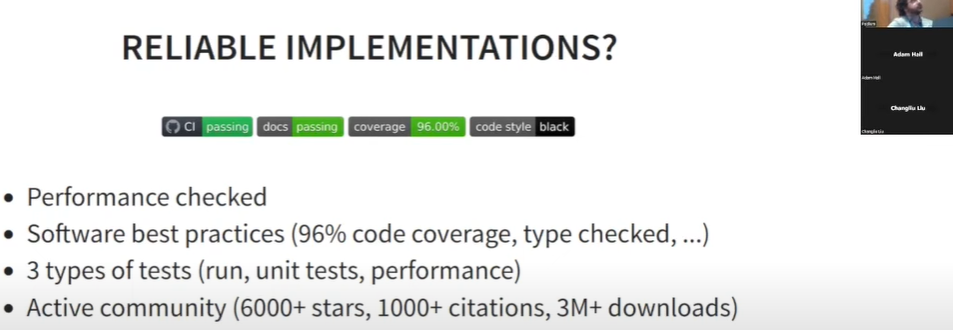 RELIABLE IMPLEMENTATIONS?
CI passing docs passing coverage 96.00% code style black
• Performance checked
• Software best practices (96% code coverage, type checked, ...)
• 3 types of tests (run, unit tests, performance)
• Active community (6000+ stars, 1000+ citations, 3M+ downloads)
Adam Hall
Adam Hall
Changliu Liu
Changliu Liu